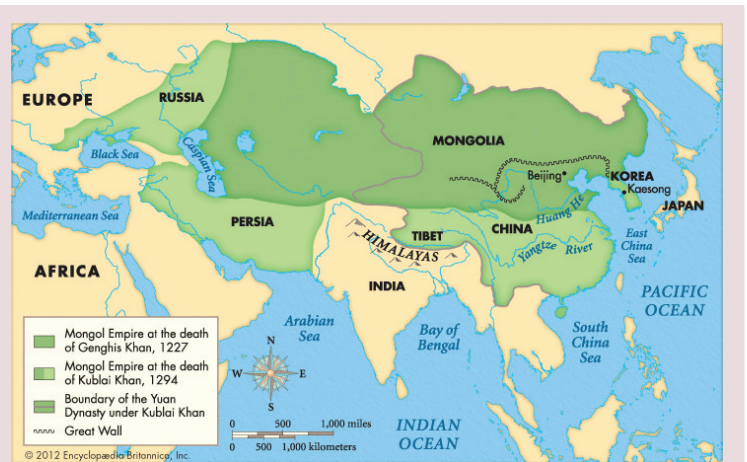 EUROPE
RUSSIA
MONGOLIA
Black Sea
Caspian Sea
Beijing
KOREA
Kaesong
JAPAN
Mediterranean Sea
PERSIA
TIBET
CHINA
Huang He
Yangtze River
East
China
Sea
HIMALAYAS
AFRICA
INDIA
PACIFIC
OCEAN
Arabian
Sea
Bay of
Bengal
South
China
Sea
Mongol Empire at the death
of Genghis Khan, 1227
Mongol Empire at the death
of Kublai Khan, 1294
Boundary of the Yuan
Dynasty under Kublai Khan
Great Wall
N
W E
S
0 500 1,000 miles
0 500 1,000 kilometers
INDIAN
OCEAN
© 2012 Encyclopædia Britannica, Inc.